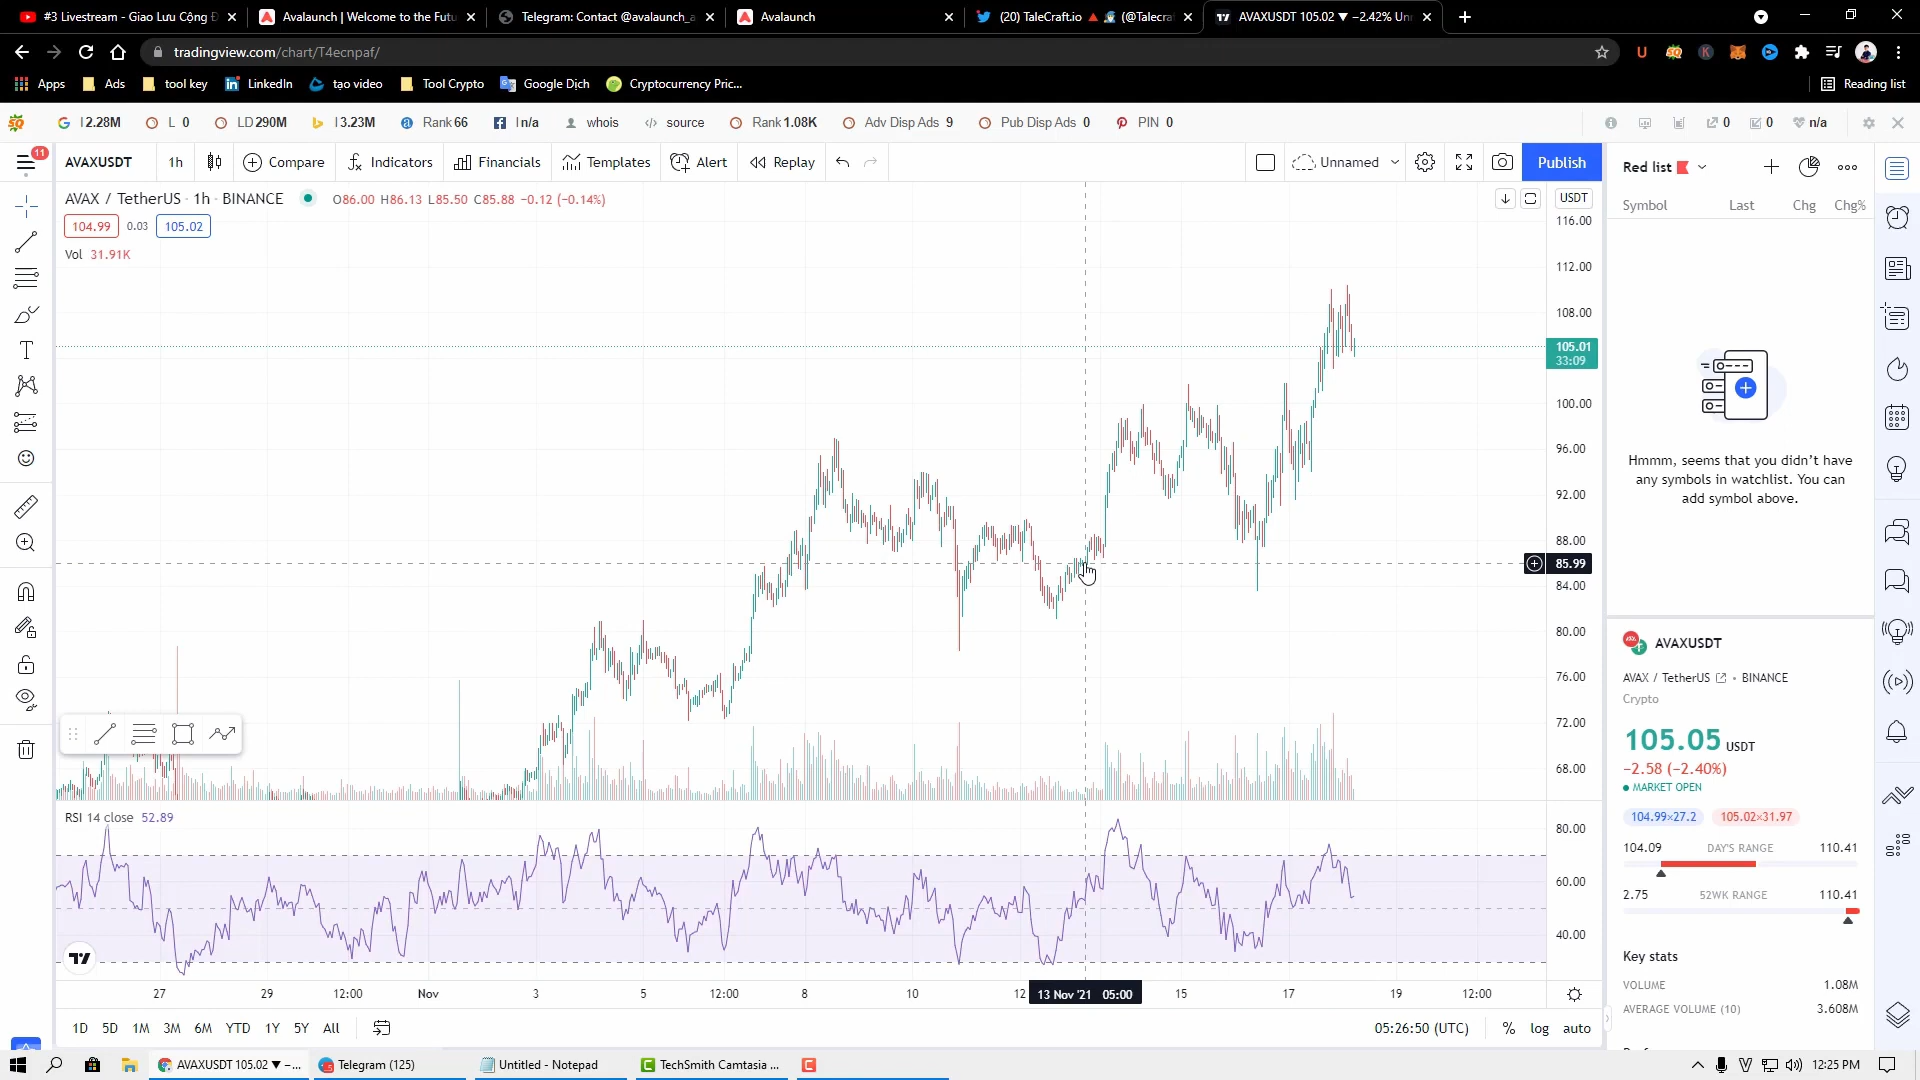 #3 Livestream - Giao Lưu Cộng Đ
Avalaunch | Welcome to the Futu
Telegram: Contact @avalaunch_a
Avalaunch
(20) TaleCraft.io 🔺🧙‍♂️ (@Talecra
AVAXUSDT 105.02 ▼ −2.42% Un
tradingview.com/chart/T4ecnpaf/
Apps
Ads
tool key
LinkedIn
tạo video
Tool Crypto
Google Dịch
Cryptocurrency Pric...
Reading list
I 2.28M
L 0
LD 290M
I 3.23M
Rank 66
I n/a
whois
source
Rank 1.08K
Adv Disp Ads 9
Pub Disp Ads 0
PIN 0
0
0
n/a
11
AVAXUSDT
1h
Compare
Indicators
Financials
Templates
Alert
Replay
Unnamed
Publish
Red list
Symbol
Last
Chg
Chg%
AVAX / TetherUS · 1h · BINANCE
O86.00 H86.13 L85.50 C85.88 −0.12 (−0.14%)
104.99
0.03
105.02
Vol 31.91K
USDT
116.00
112.00
108.00
105.01
33:09
100.00
96.00
92.00
88.00
85.99
84.00
80.00
76.00
72.00
68.00
Hmmm, seems that you didn’t have
any symbols in watchlist. You can
add symbol above.
AVAXUSDT
AVAX / TetherUS • BINANCE
Crypto
105.05 USDT
−2.58 (−2.40%)
MARKET OPEN
104.99×27.2
105.02×31.97
104.09
DAY'S RANGE
110.41
2.75
52WK RANGE
110.41
Key stats
VOLUME
1.08M
AVERAGE VOLUME (10)
3.608M
RSI 14 close 52.89
80.00
60.00
40.00
27
29
12:00
Nov
3
5
12:00
8
10
12
13 Nov '21 05:00
15
17
19
12:00
1D
5D
1M
3M
6M
YTD
1Y
5Y
All
05:26:50 (UTC)
%
log
auto
AVAXUSDT 105.02 ▼ −...
Telegram (125)
Untitled - Notepad
TechSmith Camtasia ...
12:25 PM